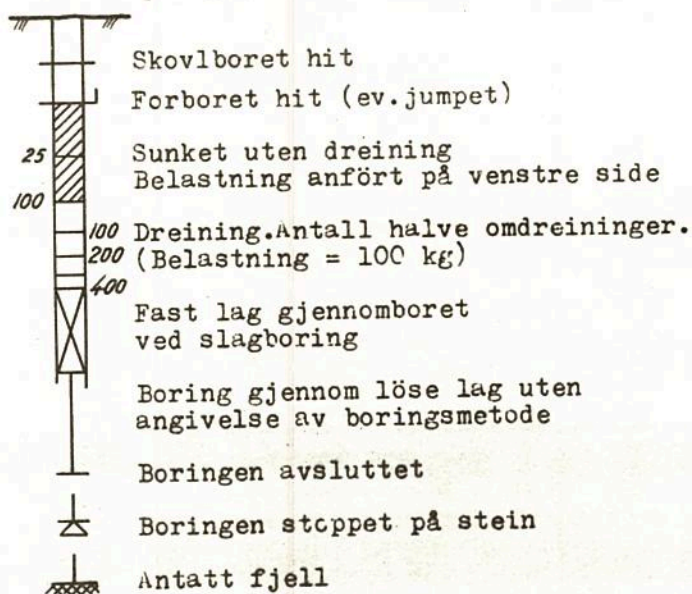 Skovlboret hit
Forboret hit (ev.jumpet)
25 Sunket uten dreining
Belastning anfört på venstre side
100
100 Dreining.Antall halve omdreininger.
200 (Belastning = 100 kg)
400
Fast lag gjennomboret
ved slagboring
Boring gjennom löse lag uten
angivelse av boringsmetode
Boringen avsluttet
Boringen stoppet på stein
Antatt fjell